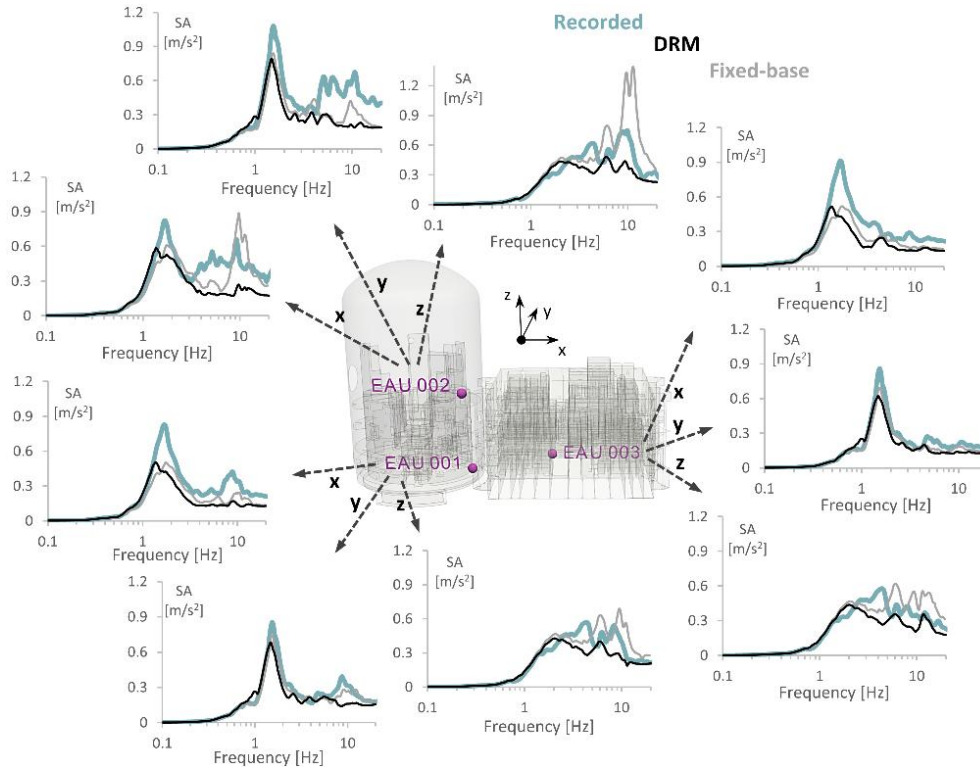 Recorded
DRM
Fixed-base
1.2
SA
[m/s²]
0.9
0.6
0.3
0
0.1
1
10
Frequency [Hz]
SA
[m/s²]
1.2
0.9
0.6
0.3
0
0.1
1
10
Frequency [Hz]
1.2
SA
[m/s²]
0.9
0.6
0.3
0
0.1
1
10
Frequency [Hz]
1.2
SA
[m/s²]
0.9
0.6
0.3
0
0.1
1
10
Frequency [Hz]
x
y
z
z
y
x
EAU 002
EAU 001
EAU 003
x
y
z
x
y
z
1.2
SA
[m/s²]
0.9
0.6
0.3
0
0.1
1
10
Frequency [Hz]
1.2
SA
[m/s²]
0.9
0.6
0.3
0
0.1
1
10
Frequency [Hz]
1.2
SA
[m/s²]
0.9
0.6
0.3
0
0.1
1
10
Frequency [Hz]
1.2
SA
[m/s²]
0.9
0.6
0.3
0
0.1
1
10
Frequency [Hz]
1.2
SA
[m/s²]
0.9
0.6
0.3
0
0.1
1
10
Frequency [Hz]